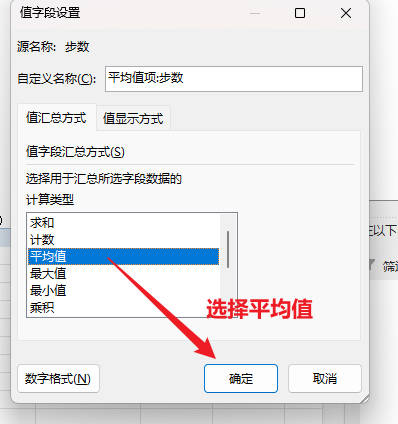 值字段设置
源名称: 步数
自定义名称(C): 平均值项:步数
值汇总方式 值显示方式
值字段汇总方式(S)
选择用于汇总所选字段数据的
计算类型
求和
计数
平均值
最大值
最小值
乘积
选择平均值
数字格式(N) 确定 取消
以下